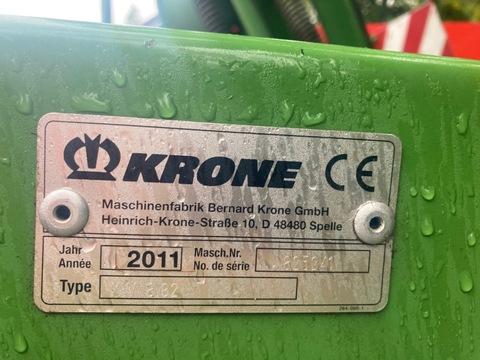 KRONE CE
Maschinenfabrik Bernard Krone GmbH
Heinrich-Krone-Straße 10, D 48480 Spelle
Jahr
Année
2011
Masch.Nr.
No. de série
Type